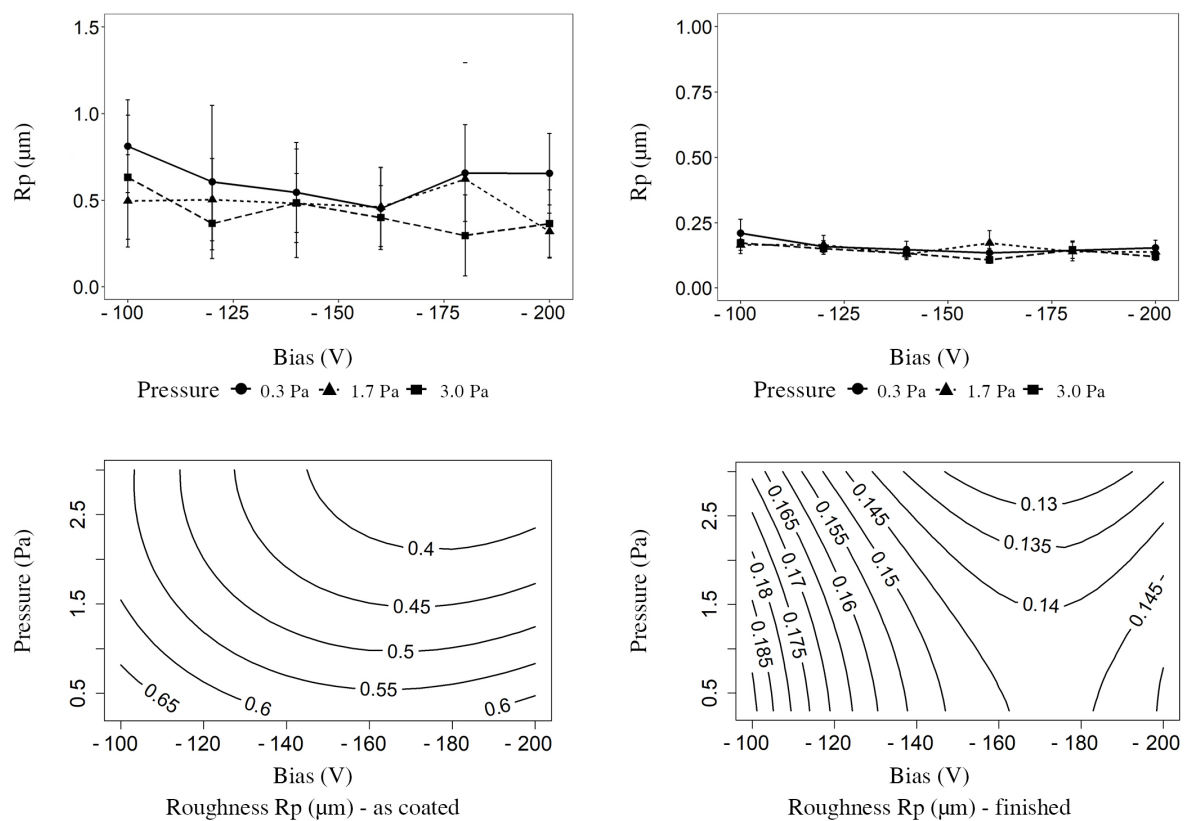 1.5
1.0
0.5
0.0
Rp (µm)
- 100 - 125 - 150 - 175 - 200
Bias (V)
Pressure 0.3 Pa 1.7 Pa 3.0 Pa
1.00
0.75
0.50
0.25
0.00
Rp (µm)
- 100 - 125 - 150 - 175 - 200
Bias (V)
Pressure 0.3 Pa 1.7 Pa 3.0 Pa
2.5
1.5
0.5
Pressure (Pa)
0.4
0.45
0.5
0.55
0.65 0.6 0.6
- 100 - 120 - 140 - 160 - 180 - 200
Bias (V)
Roughness Rp (µm) - as coated
2.5
1.5
0.5
Pressure (Pa)
0.165 0.155 0.145 0.13
0.135
0.18 0.17 0.16 0.15 0.14 0.145
0.185 0.175
- 100 - 120 - 140 - 160 - 180 - 200
Bias (V)
Roughness Rp (µm) - finished